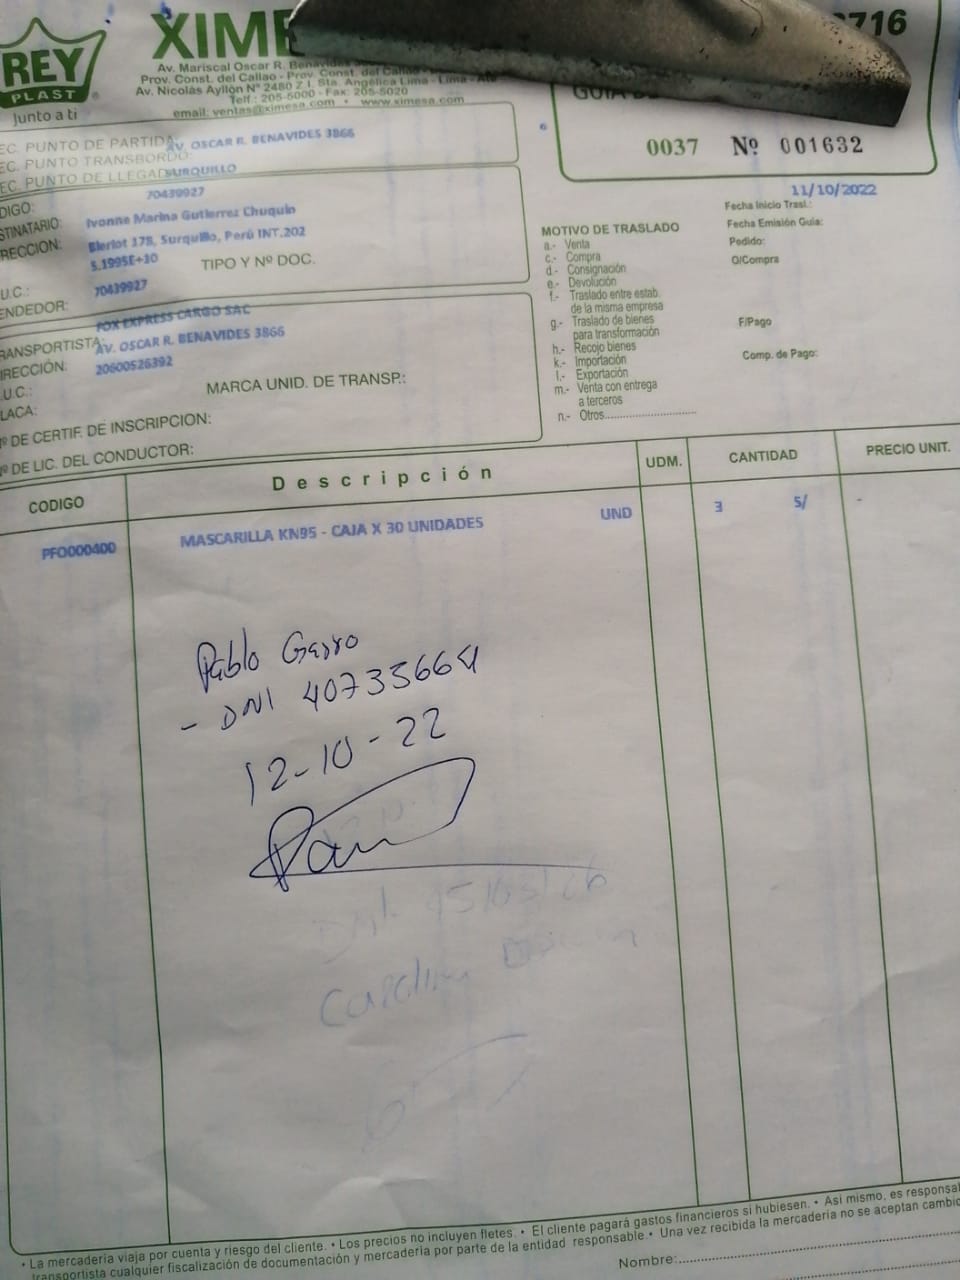 REY
PLAST
Junto a ti
XIME
Av. Mariscal Oscar R. Benavides
Prov. Const. del Callao - Prov. Const. del Callao
Av. Nicolás Ayllón Nº 2480 Z.I. Sta. Angélica Lima - Lima - Ate
Telf.: 205-5000 - Fax: 205-5020
email: ventas@ximesa.com • www.ximesa.com
716
GUIA DE
0037 Nº 001632
EC. PUNTO DE PARTIDA: AV. OSCAR R. BENAVIDES 3866
EC. PUNTO TRANSBORDO:
EC. PUNTO DE LLEGADA SURQUILLO
DIGO: 70439927
STINATARIO: Ivonne Marina Gutierrez Chuquin
RECCION: Blerlot 178, Surquillo, Perú INT.202
5.1995E+10 TIPO Y Nº DOC.
U.C.: 70439927
ENDEDOR:
FOX EXPRESS CARGO SAC
RANSPORTISTA: AV. OSCAR R. BENAVIDES 3866
IRECCIÓN: 20600526392
.U.C.: MARCA UNID. DE TRANSP.:
LACA:
º DE CERTIF. DE INSCRIPCION:
º DE LIC. DEL CONDUCTOR:
11/10/2022
Fecha Inicio Trasl.:
Fecha Emisión Guia:
Pedido:
O/Compra
F/Pago
Comp. de Pago:
MOTIVO DE TRASLADO
a.- Venta
c.- Compra
d.- Consignación
e.- Devolución
f.- Traslado entre estab.
de la misma empresa
g.- Traslado de bienes
para transformación
h.- Recojo bienes
k.- Importación
l.- Exportación
m.- Venta con entrega
a terceros
n.- Otros
CODIGO Descripción UDM. CANTIDAD PRECIO UNIT.
PFO000400 MASCARILLA KN95 - CAJA X 30 UNIDADES UND 3 S/ -
Pablo Garro
- DNI 40735664
12-10-22
• La mercadería viaja por cuenta y riesgo del cliente. • Los precios no incluyen fletes. • El cliente pagará gastos financieros si hubiesen. • Asi mismo, es responsa
transportista cualquier fiscalización de documentación y mercadería por parte de la entidad responsable. • Una vez recibida la mercadería no se aceptan cambio
Nombre: